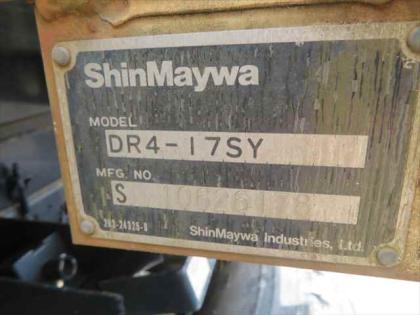 ShinMaywa
MODEL
DR4-17SY
MFG. NO.
S
ShinMaywa Industries, Ltd.